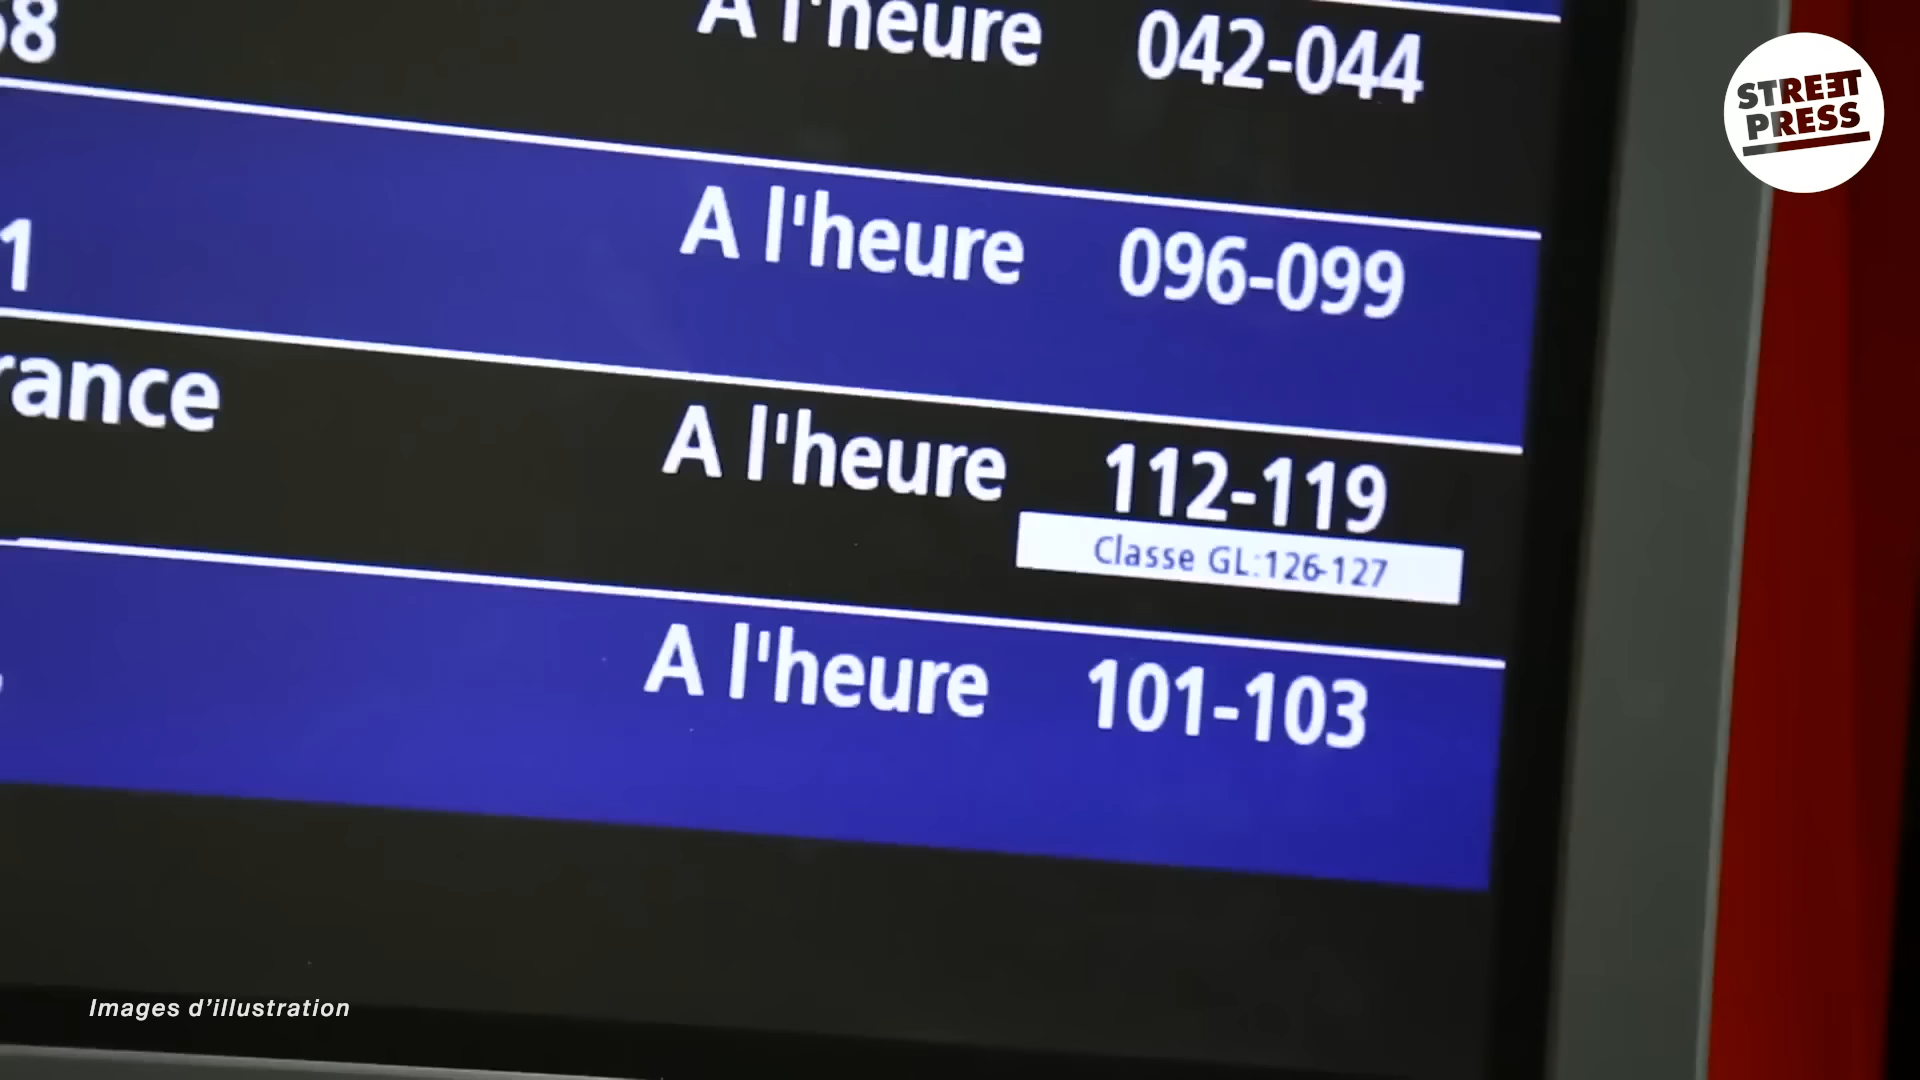 68 A l'heure 042-044
STREET
PRESS
1 A l'heure 096-099
rance A l'heure 112-119
Classe GL:126-127
A l'heure 101-103
Images d'illustration